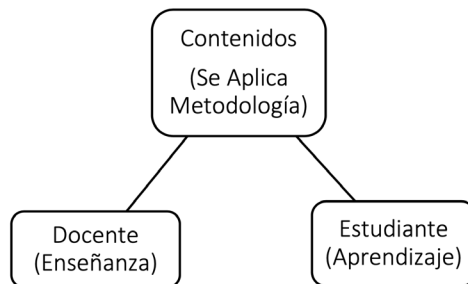 Contenidos
(Se Aplica
Metodología)
Docente
(Enseñanza)
Estudiante
(Aprendizaje)